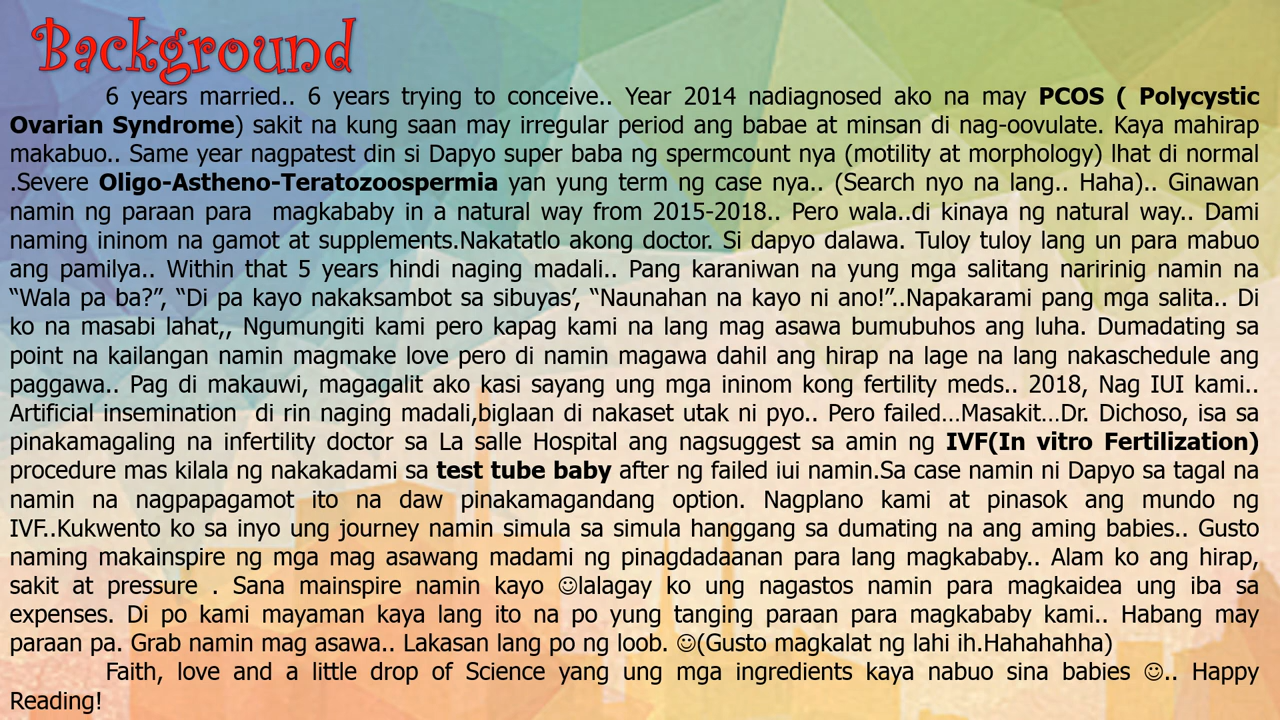 Background
6 years married.. 6 years trying to conceive.. Year 2014 nadiagnosed ako na may PCOS ( Polycystic
Ovarian Syndrome) sakit na kung saan may irregular period ang babae at minsan di nag-oovulate. Kaya mahirap
makabuo.. Same year nagpatest din si Dapyo super baba ng spermcount nya (motility at morphology) lhat di normal
.Severe Oligo-Astheno-Teratozoospermia yan yung term ng case nya.. (Search nyo na lang.. Haha).. Ginawan
namin ng paraan para magkababy in a natural way from 2015-2018.. Pero wala..di kinaya ng natural way.. Dami
naming ininom na gamot at supplements.Nakatatlo akong doctor. Si dapyo dalawa. Tuloy tuloy lang un para mabuo
ang pamilya.. Within that 5 years hindi naging madali.. Pang karaniwan na yung mga salitang naririnig namin na
“Wala pa ba?”, “Di pa kayo nakaksambot sa sibuyas’, “Naunahan na kayo ni ano!”..Napakarami pang mga salita.. Di
ko na masabi lahat,, Ngumungiti kami pero kapag kami na lang mag asawa bumubuhos ang luha. Dumadating sa
point na kailangan namin magmake love pero di namin magawa dahil ang hirap na lage na lang nakaschedule ang
paggawa.. Pag di makauwi, magagalit ako kasi sayang ung mga ininom kong fertility meds.. 2018, Nag IUI kami..
Artificial insemination di rin naging madali,biglaan di nakaset utak ni pyo.. Pero failed…Masakit…Dr. Dichoso, isa sa
pinakamagaling na infertility doctor sa La salle Hospital ang nagsuggest sa amin ng IVF(In vitro Fertilization)
procedure mas kilala ng nakakadami sa test tube baby after ng failed iui namin.Sa case namin ni Dapyo sa tagal na
namin na nagpapagamot ito na daw pinakamagandang option. Nagplano kami at pinasok ang mundo ng
IVF..Kukwento ko sa inyo ung journey namin simula sa simula hanggang sa dumating na ang aming babies.. Gusto
naming makainspire ng mga mag asawang madami ng pinagdadaanan para lang magkababy.. Alam ko ang hirap,
sakit at pressure . Sana mainspire namin kayo ☺lalagay ko ung nagastos namin para magkaidea ung iba sa
expenses. Di po kami mayaman kaya lang ito na po yung tanging paraan para magkababy kami.. Habang may
paraan pa. Grab namin mag asawa.. Lakasan lang po ng loob. ☺(Gusto magkalat ng lahi ih.Hahahahha)
Faith, love and a little drop of Science yang ung mga ingredients kaya nabuo sina babies ☺.. Happy
Reading!